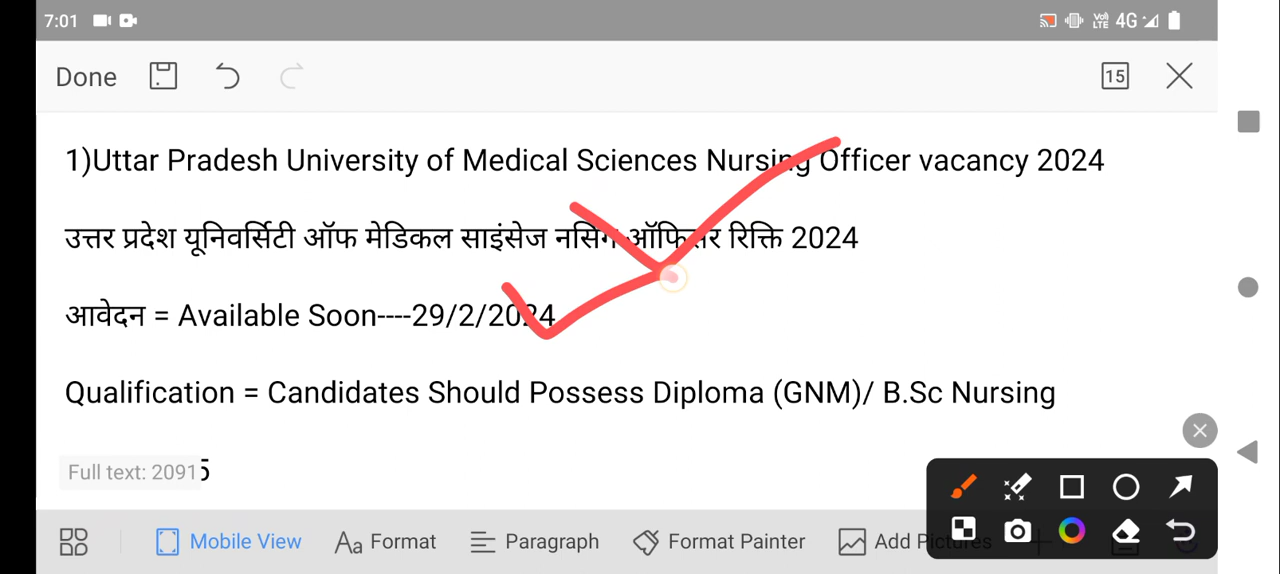 7:01
VoII LTE 4G
Done
15
1)Uttar Pradesh University of Medical Sciences Nursing Officer vacancy 2024
उत्तर प्रदेश यूनिवर्सिटी ऑफ मेडिकल साइंसेज नर्सिंग ऑफिसर रिक्ति 2024
आवेदन = Available Soon----29/2/2024
Qualification = Candidates Should Possess Diploma (GNM)/ B.Sc Nursing
Full text: 2091
Mobile View Format Paragraph Format Painter Add Pictures